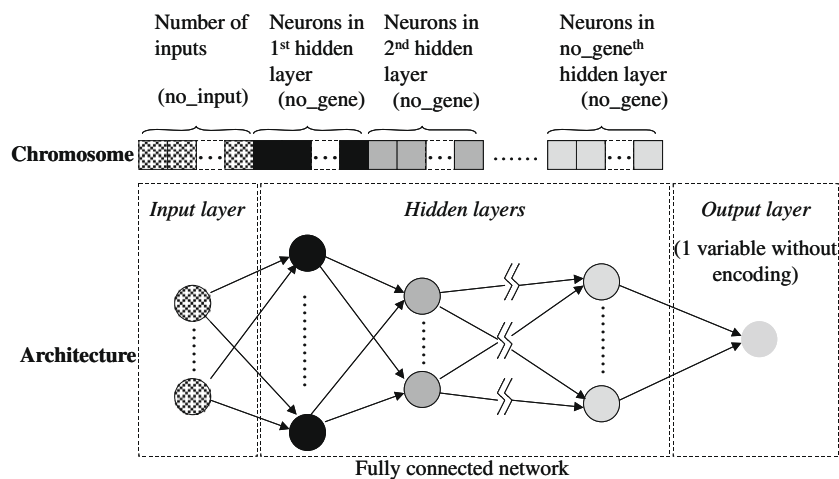 Number of
inputs
(no_input)
Neurons in
1st hidden
layer
(no_gene)
Neurons in
2nd hidden
layer
(no_gene)
Neurons in
no_geneth
hidden layer
(no_gene)
Chromosome
Input layer
Hidden layers
Output layer
(1 variable without
encoding)
Architecture
Fully connected network